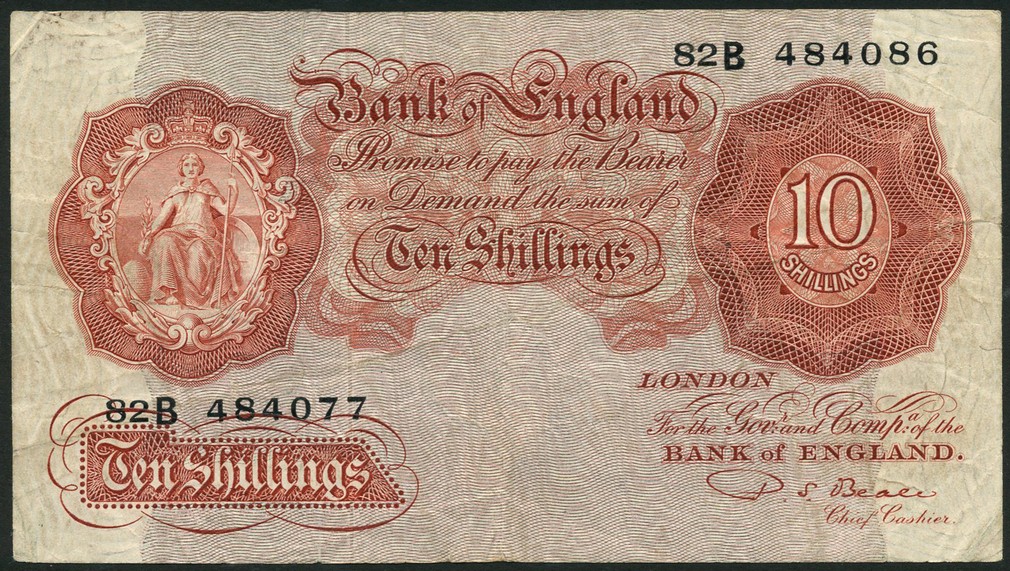 82B 484086
Bank of England
Promise to pay the Bearer
on Demand the sum of
Ten Shillings
10
SHILLINGS
LONDON
For the Gov.r and Comp.a of the
BANK of ENGLAND.
P. S. Beale
Chief Cashier.
82B 484077
Ten Shillings